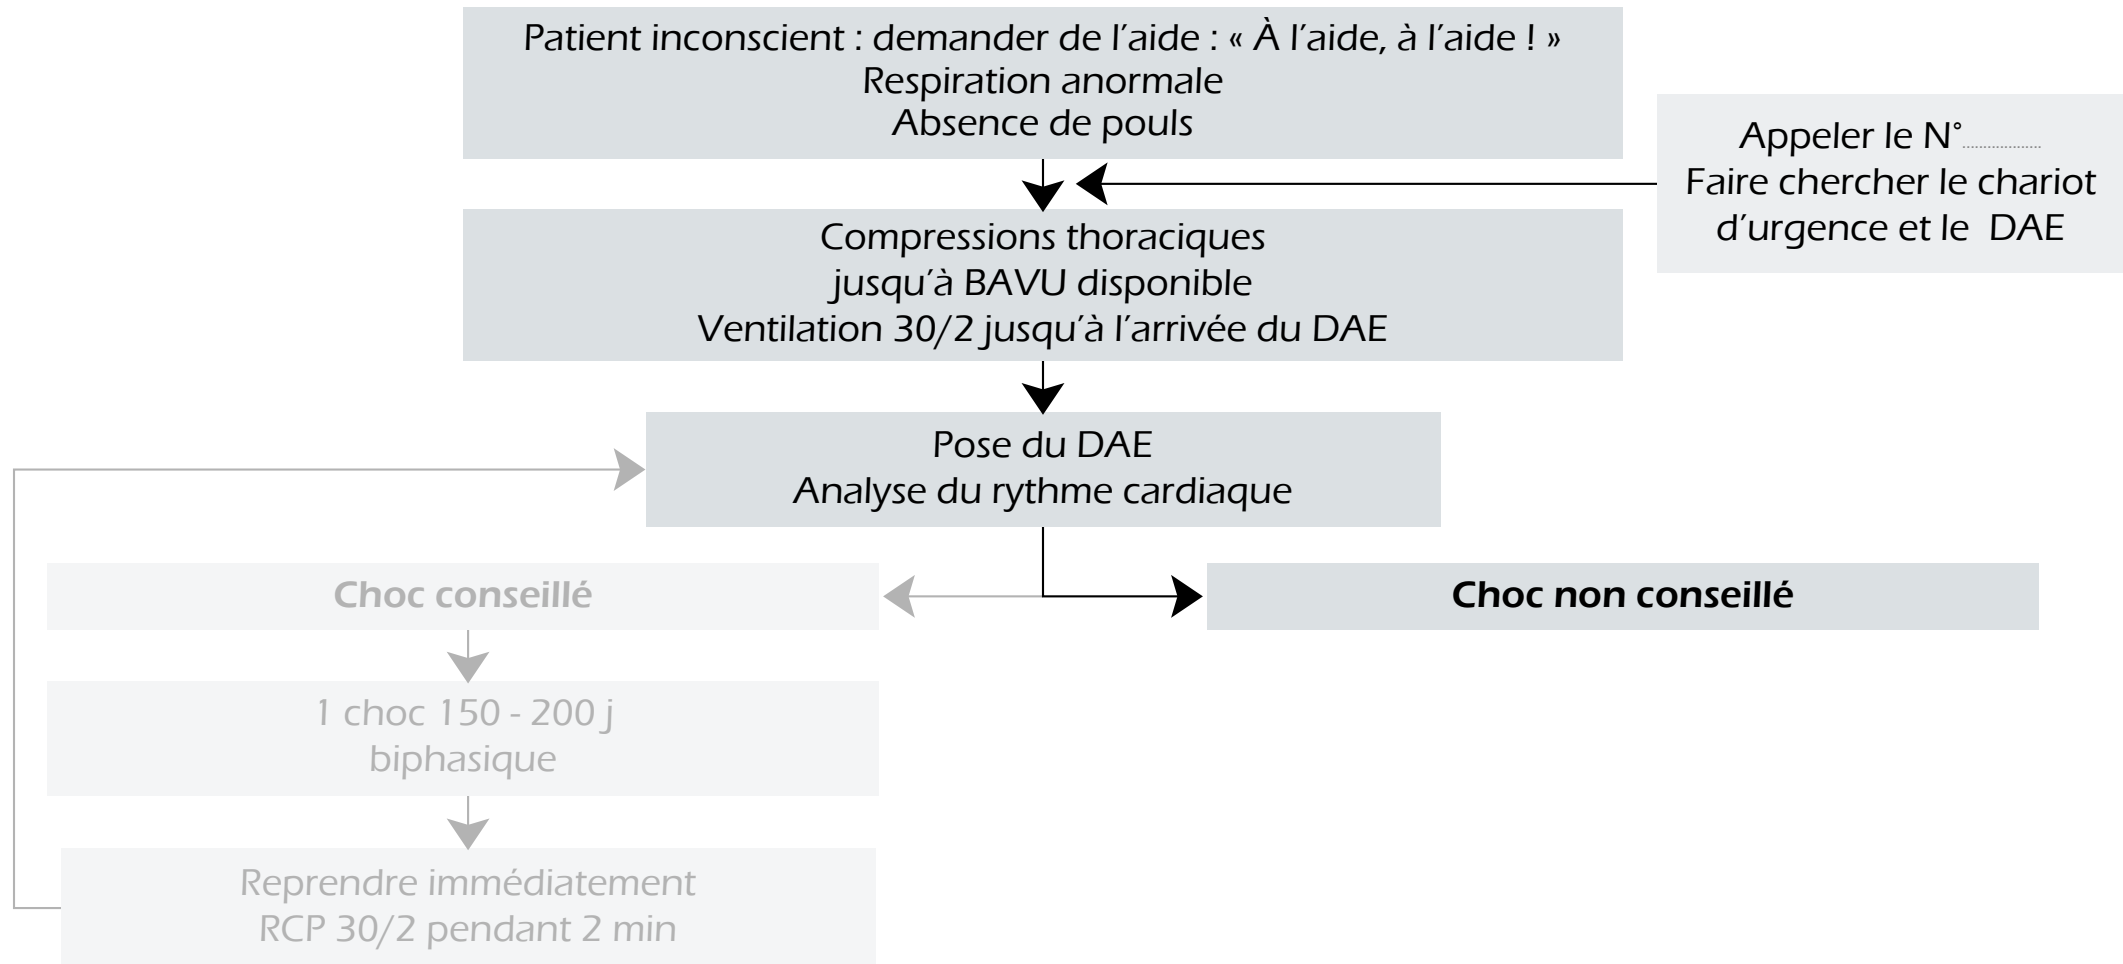 Patient inconscient : demander de l’aide : « À l’aide, à l’aide ! »
Respiration anormale
Absence de pouls
Appeler le N°...................
Faire chercher le chariot
d’urgence et le DAE
Compressions thoraciques
jusqu’à BAVU disponible
Ventilation 30/2 jusqu’à l’arrivée du DAE
Pose du DAE
Analyse du rythme cardiaque
Choc conseillé
Choc non conseillé
1 choc 150 - 200 j
biphasique
Reprendre immédiatement
RCP 30/2 pendant 2 min